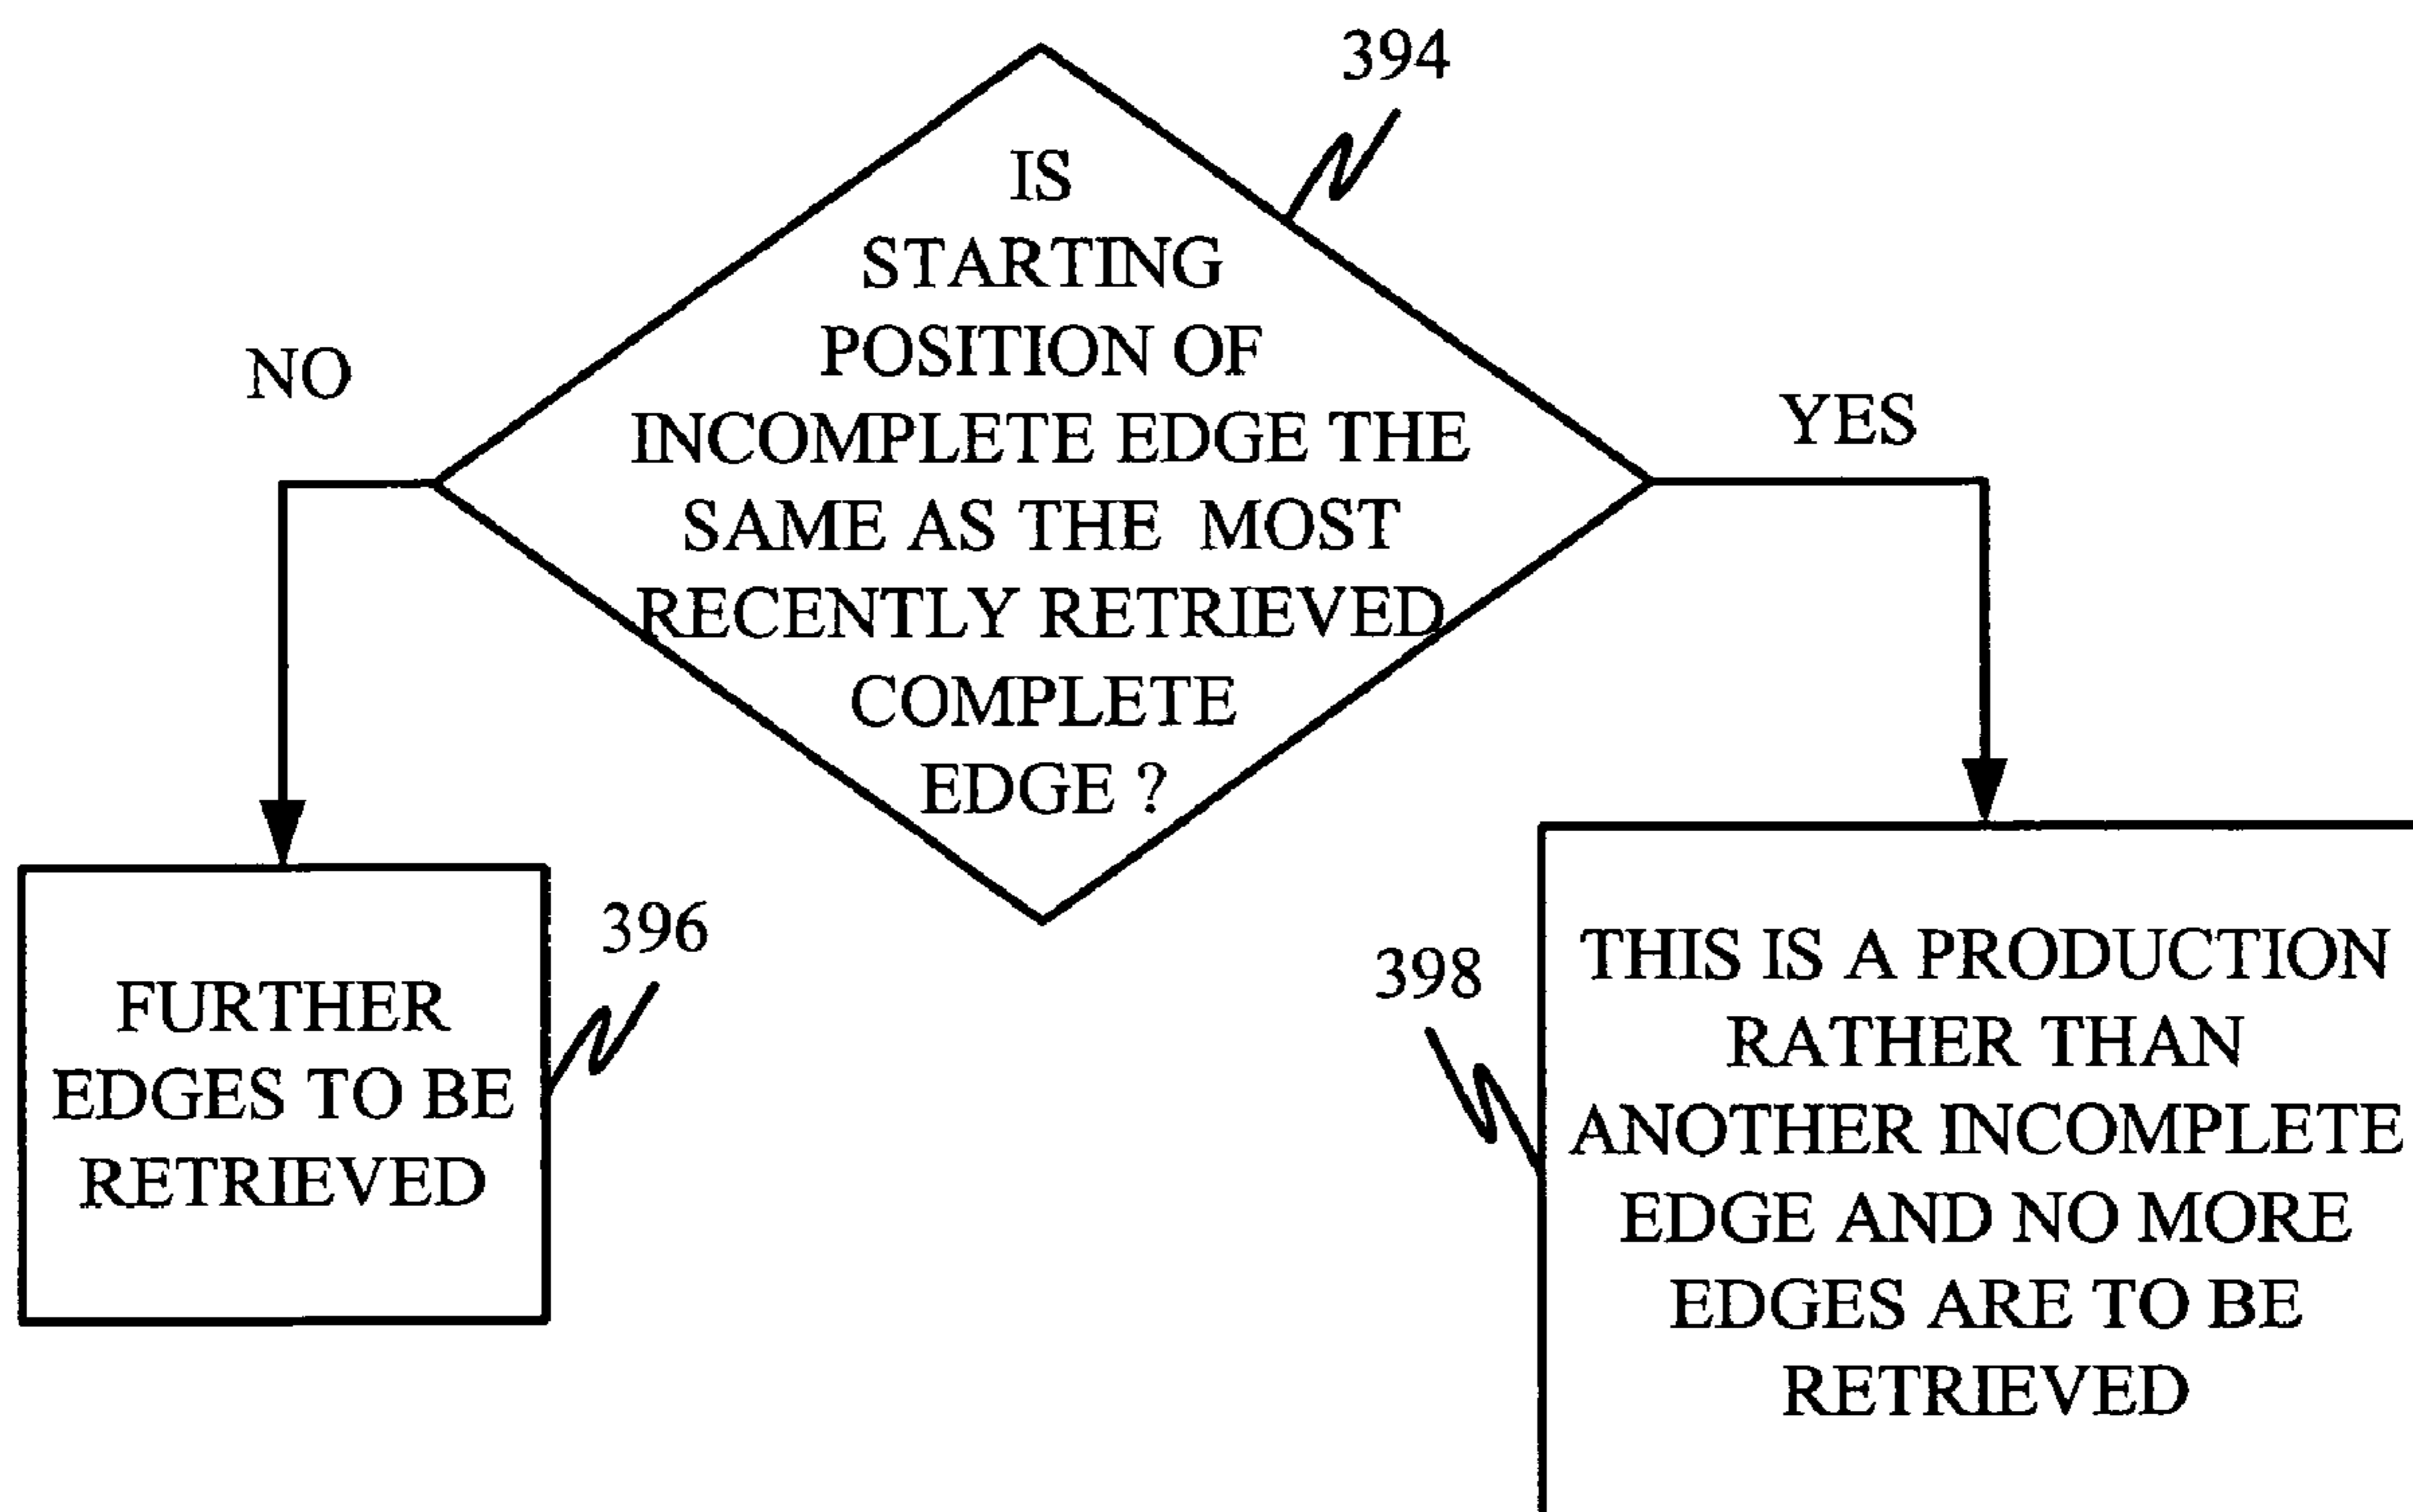 394
IS
STARTING
POSITION OF
INCOMPLETE EDGE THE
SAME AS THE MOST
RECENTLY RETRIEVED
COMPLETE
EDGE ?
NO
YES
396
FURTHER
EDGES TO BE
RETRIEVED
398
THIS IS A PRODUCTION
RATHER THAN
ANOTHER INCOMPLETE
EDGE AND NO MORE
EDGES ARE TO BE
RETRIEVED